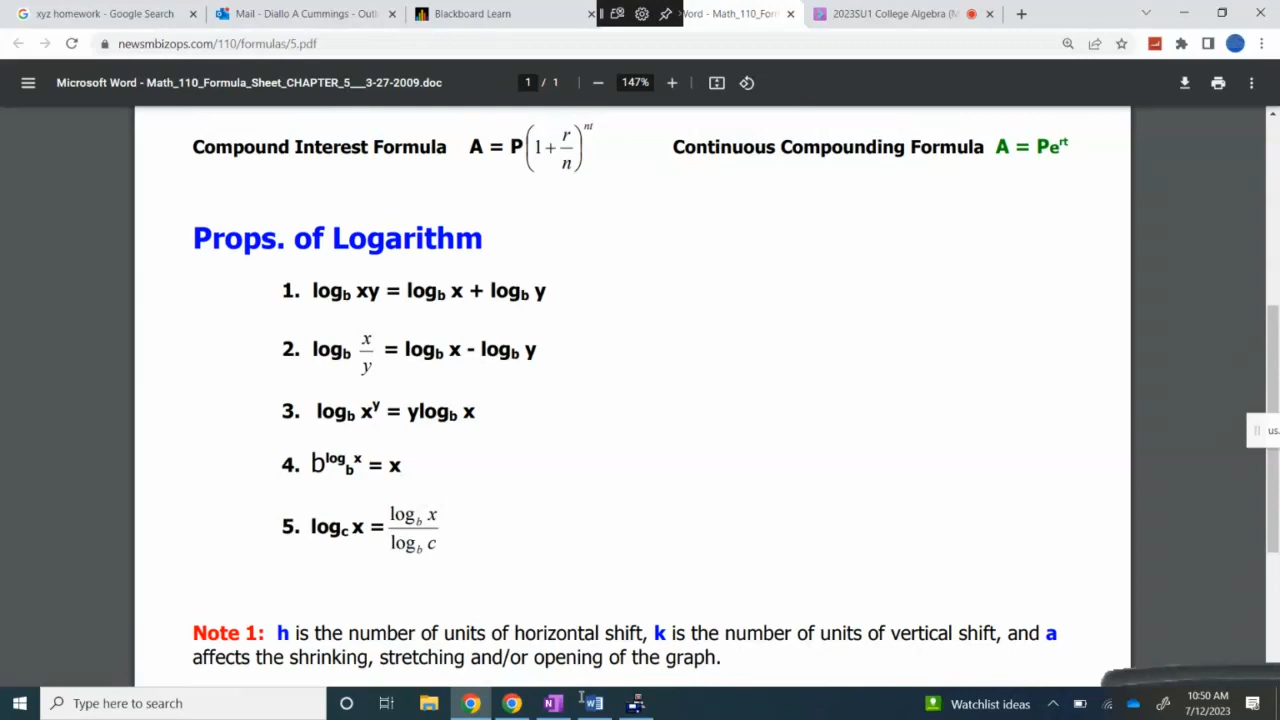 xyz homework - Google Search
Mail - Diallo A Cummings - Out
Blackboard Learn
Word - Math_110_Form
2023SU1 College Algebra (M
newsmbizops.com/110/formulas/5.pdf
Microsoft Word - Math_110_Formula_Sheet_CHAPTER_5___3-27-2009.doc
1 / 1
147%
Compound Interest Formula A = P(1 + r/n)^nt Continuous Compounding Formula A = Pe^rt
Props. of Logarithm
1. log_b xy = log_b x + log_b y
2. log_b x/y = log_b x - log_b y
3. log_b x^y = ylog_b x
4. b^log_b x = x
5. log_c x = log_b x / log_b c
Note 1: h is the number of units of horizontal shift, k is the number of units of vertical shift, and a
affects the shrinking, stretching and/or opening of the graph.
us.
Type here to search
Watchlist ideas
10:50 AM
7/12/2023